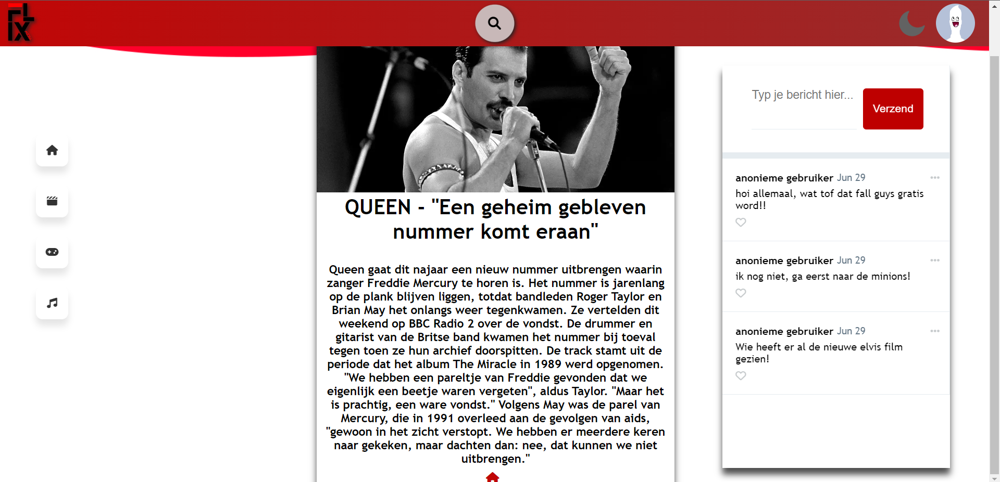 FLIX
QUEEN - "Een geheim gebleven
nummer komt eraan"
Queen gaat dit najaar een nieuw nummer uitbrengen waarin
zanger Freddie Mercury te horen is. Het nummer is jarenlang
op de plank blijven liggen, totdat bandleden Roger Taylor en
Brian May het onlangs weer tegenkwamen. Ze vertelden dit
weekend op BBC Radio 2 over de vondst. De drummer en
gitarist van de Britse band kwamen het nummer bij toeval
tegen toen ze hun archief doorspitten. De track stamt uit de
periode dat het album The Miracle in 1989 werd opgenomen.
"We hebben een pareltje van Freddie gevonden dat we
eigenlijk een beetje waren vergeten", aldus Taylor. "Maar het
is prachtig, een ware vondst." Volgens May was de parel van
Mercury, die in 1991 overleed aan de gevolgen van aids,
"gewoon in het zicht verstopt. We hebben er meerdere keren
naar gekeken, maar dachten dan: nee, dat kunnen we niet
uitbrengen."
Typ je bericht hier...
Verzend
anonieme gebruiker Jun 29
hoi allemaal, wat tof dat fall guys gratis
word!!
anonieme gebruiker Jun 29
ik nog niet, ga eerst naar de minions!
anonieme gebruiker Jun 29
Wie heeft er al de nieuwe elvis film
gezien!